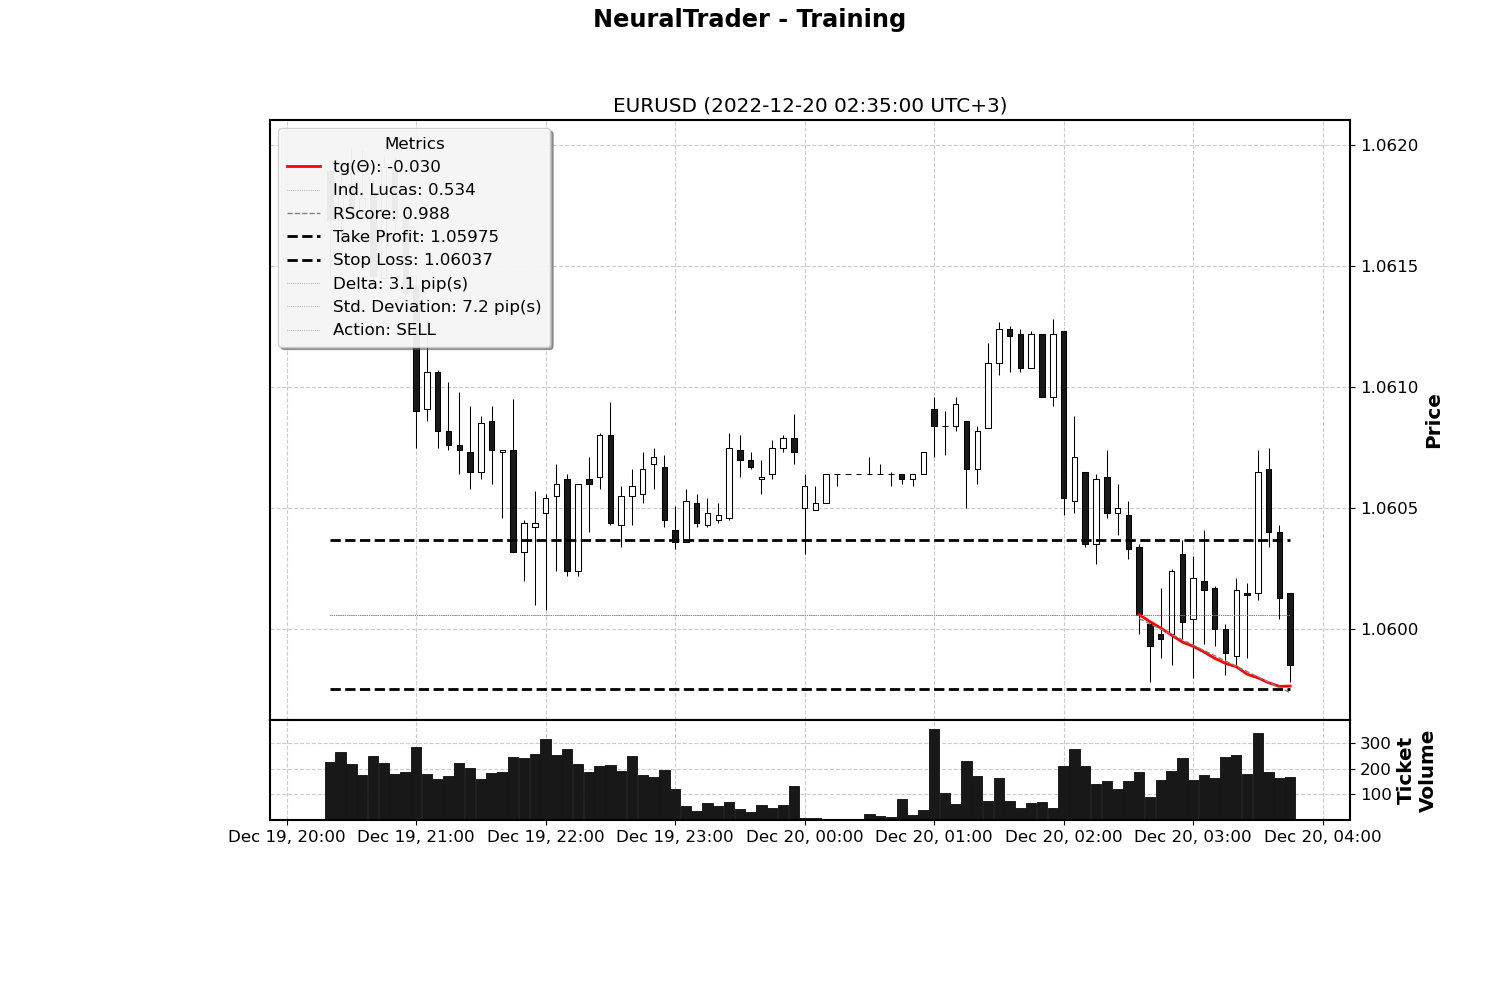 NeuralTrader - Training
EURUSD (2022-12-20 02:35:00 UTC+3)
Metrics
tg(Θ): -0.030
Ind. Lucas: 0.534
RScore: 0.988
Take Profit: 1.05975
Stop Loss: 1.06037
Delta: 3.1 pip(s)
Std. Deviation: 7.2 pip(s)
Action: SELL
1.0620
1.0615
1.0610
1.0605
1.0600
Price
300
200
100
Ticket
Volume
Dec 19, 20:00
Dec 19, 21:00
Dec 19, 22:00
Dec 19, 23:00
Dec 20, 00:00
Dec 20, 01:00
Dec 20, 02:00
Dec 20, 03:00
Dec 20, 04:00